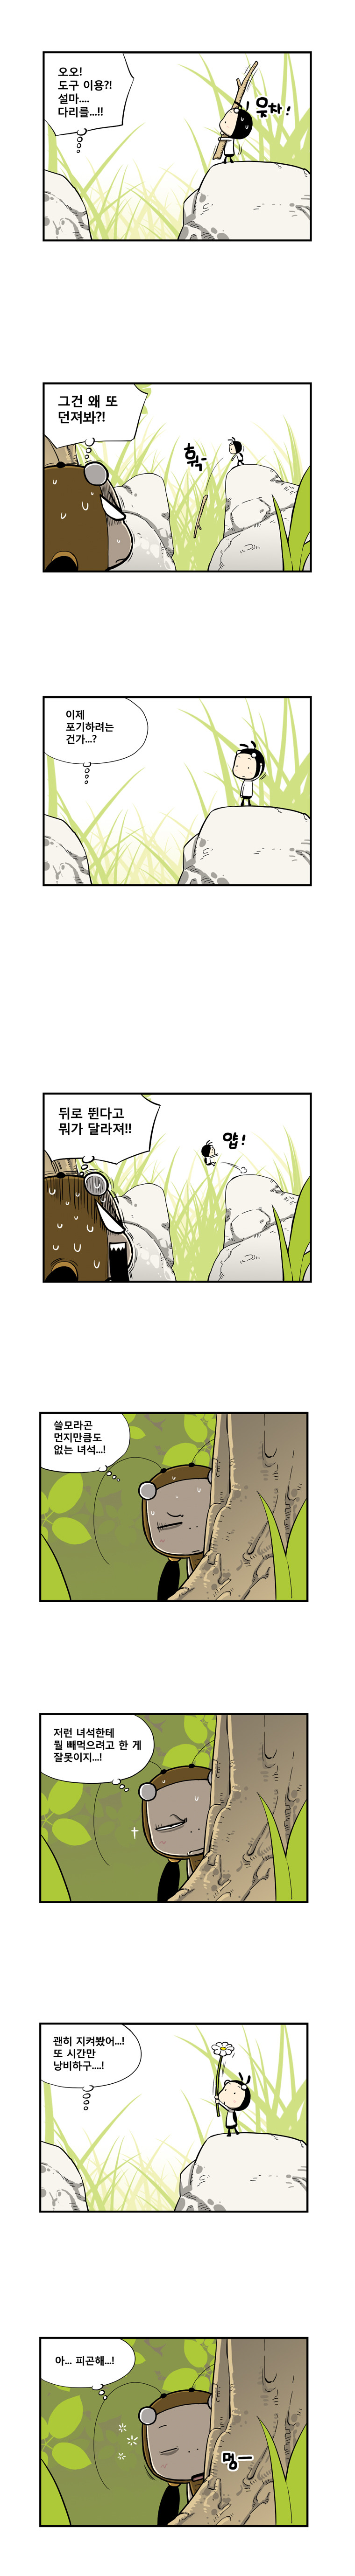 오오!
도구 이용?!
설마....
다리를...!!
읏차!
그건 왜 또
던져봐?!
휙-
이제
포기하려는
건가...?
뒤로 뛴다고
뭐가 달라져!!
얍!
쓸모라곤
먼지만큼도
없는 녀석...!
저런 녀석한테
뭘 빼먹으려고 한 게
잘못이지...!
괜히 지켜봤어...!
또 시간만
낭비하구....!
아... 피곤해...!
멍—